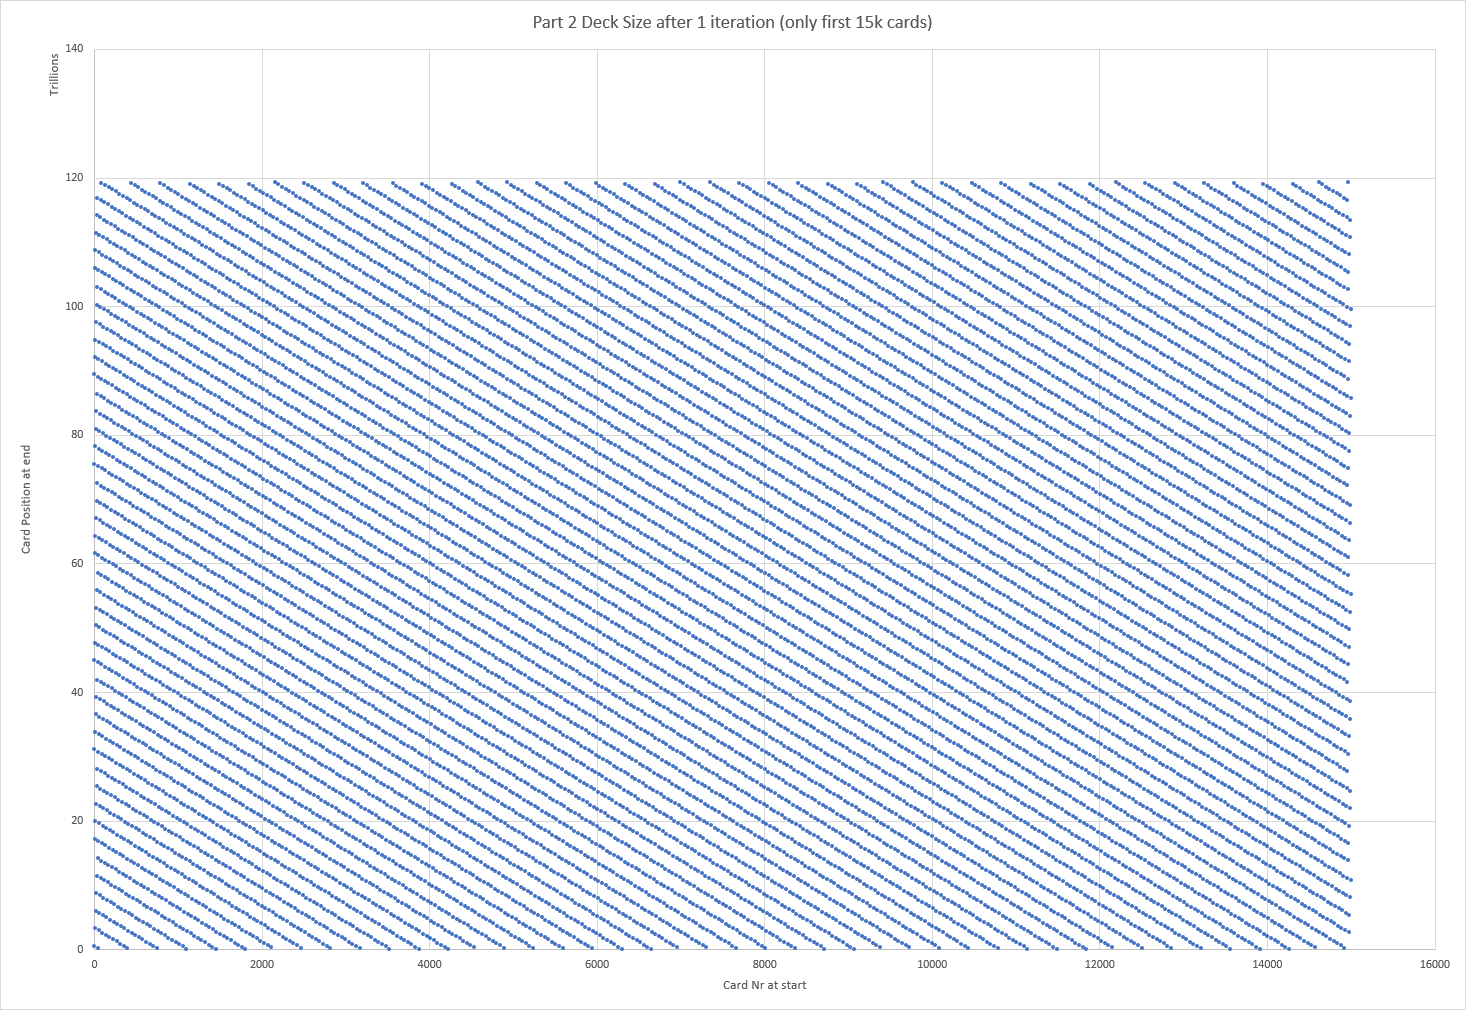 Part 2 Deck Size after 1 iteration (only first 15k cards)
Trillions
140
120
100
80
60
40
20
0
Card Position at end
0 2000 4000 6000 8000 10000 12000 14000 16000
Card Nr at start